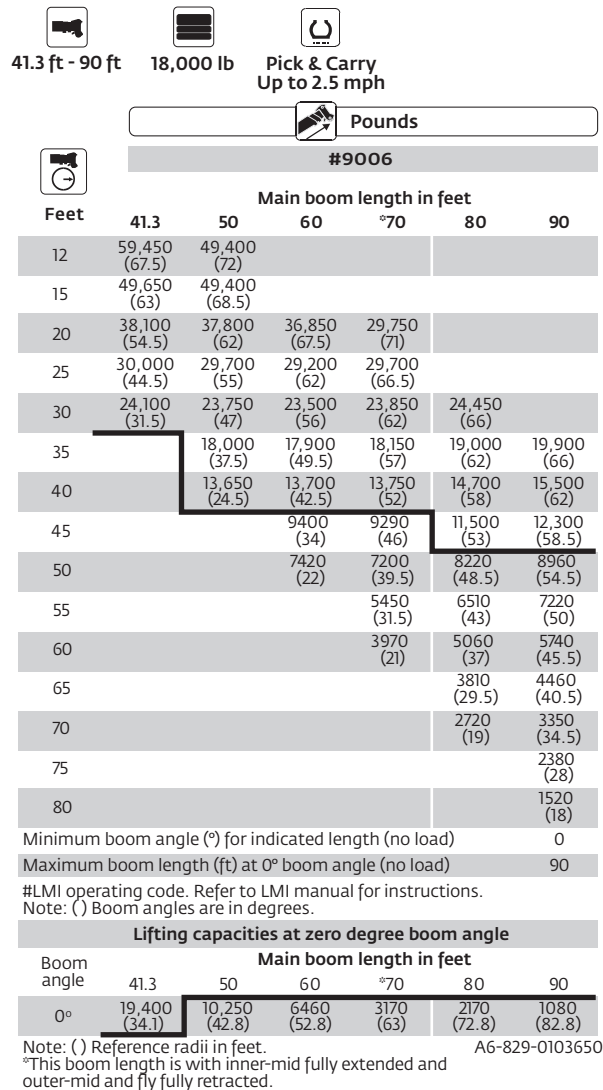 41.3 ft - 90 ft 18,000 lb Pick & Carry
Up to 2.5 mph
Pounds
#9006
Feet
Main boom length in feet
41.3 50 60 *70 80 90
12 59,450 (67.5) 49,400 (72)
15 49,650 (63) 49,400 (68.5)
20 38,100 (54.5) 37,800 (62) 36,850 (67.5) 29,750 (71)
25 30,000 (44.5) 29,700 (55) 29,200 (62) 29,700 (66.5)
30 24,100 (31.5) 23,750 (47) 23,500 (56) 23,850 (62) 24,450 (66)
35 18,000 (37.5) 17,900 (49.5) 18,150 (57) 19,000 (62) 19,900 (66)
40 13,650 (24.5) 13,700 (42.5) 13,750 (52) 14,700 (58) 15,500 (62)
45 9400 (34) 9290 (46) 11,500 (53) 12,300 (58.5)
50 7420 (22) 7200 (39.5) 8220 (48.5) 8960 (54.5)
55 5450 (31.5) 6510 (43) 7220 (50)
60 3970 (21) 5060 (37) 5740 (45.5)
65 3810 (29.5) 4460 (40.5)
70 2720 (19) 3350 (34.5)
75 2380 (28)
80 1520 (18)
Minimum boom angle (º) for indicated length (no load) 0
Maximum boom length (ft) at 0º boom angle (no load) 90
#LMI operating code. Refer to LMI manual for instructions.
Note: ( ) Boom angles are in degrees.
Lifting capacities at zero degree boom angle
Boom angle
Main boom length in feet
41.3 50 60 *70 80 90
0º 19,400 (34.1) 10,250 (42.8) 6460 (52.8) 3170 (63) 2170 (72.8) 1080 (82.8)
Note: ( ) Reference radii in feet. A6-829-0103650
*This boom length is with inner-mid fully extended and
outer-mid and fly fully retracted.